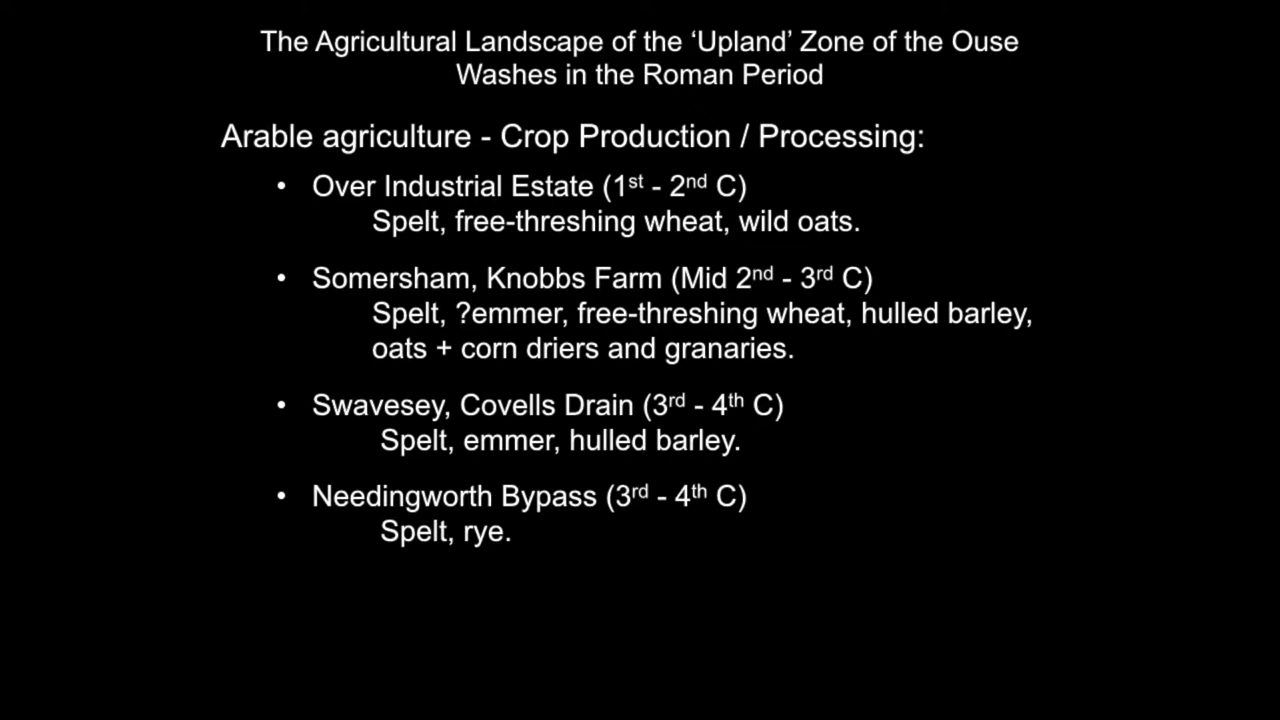 The Agricultural Landscape of the ‘Upland’ Zone of the Ouse
Washes in the Roman Period
Arable agriculture - Crop Production / Processing:
• Over Industrial Estate (1st - 2nd C)
Spelt, free-threshing wheat, wild oats.
• Somersham, Knobbs Farm (Mid 2nd - 3rd C)
Spelt, ?emmer, free-threshing wheat, hulled barley,
oats + corn driers and granaries.
• Swavesey, Covells Drain (3rd - 4th C)
Spelt, emmer, hulled barley.
• Needingworth Bypass (3rd - 4th C)
Spelt, rye.